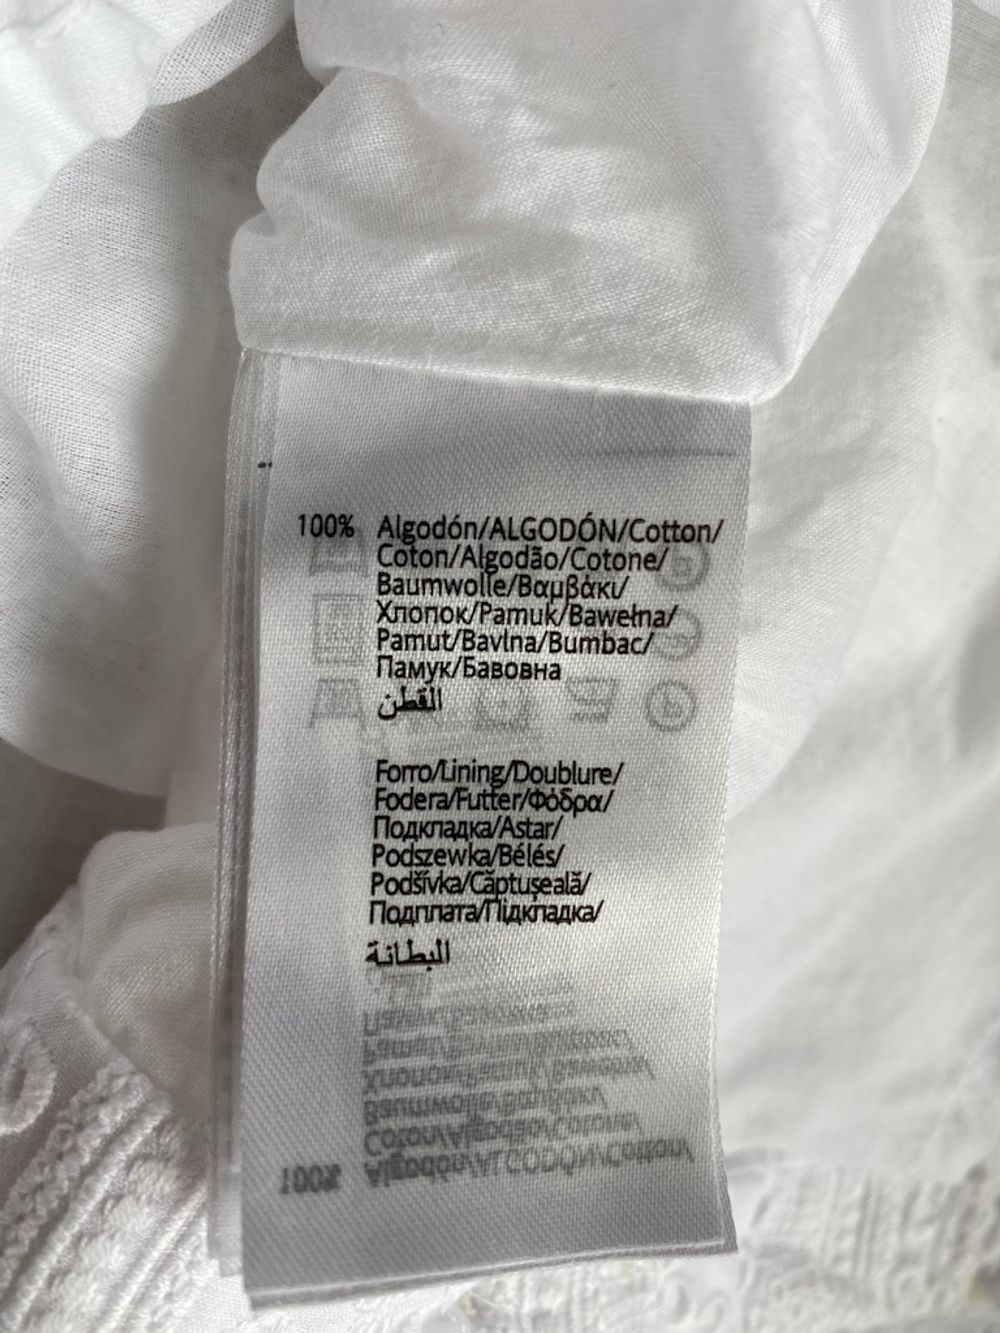 100% Algodón/ALGODÓN/Cotton/
Coton/Algodão/Cotone/
Baumwolle/Βαμβάκι/
Хлопок/Pamuk/Bawełna/
Pamut/Bavlna/Bumbac/
Памук/Бавовна
القطن
Forro/Lining/Doublure/
Fodera/Futter/Φόδρα/
Подкладка/Astar/
Podszewka/Bélés/
Podšívka/Căptuşeală/
Подплата/Підкладка/
البطانة